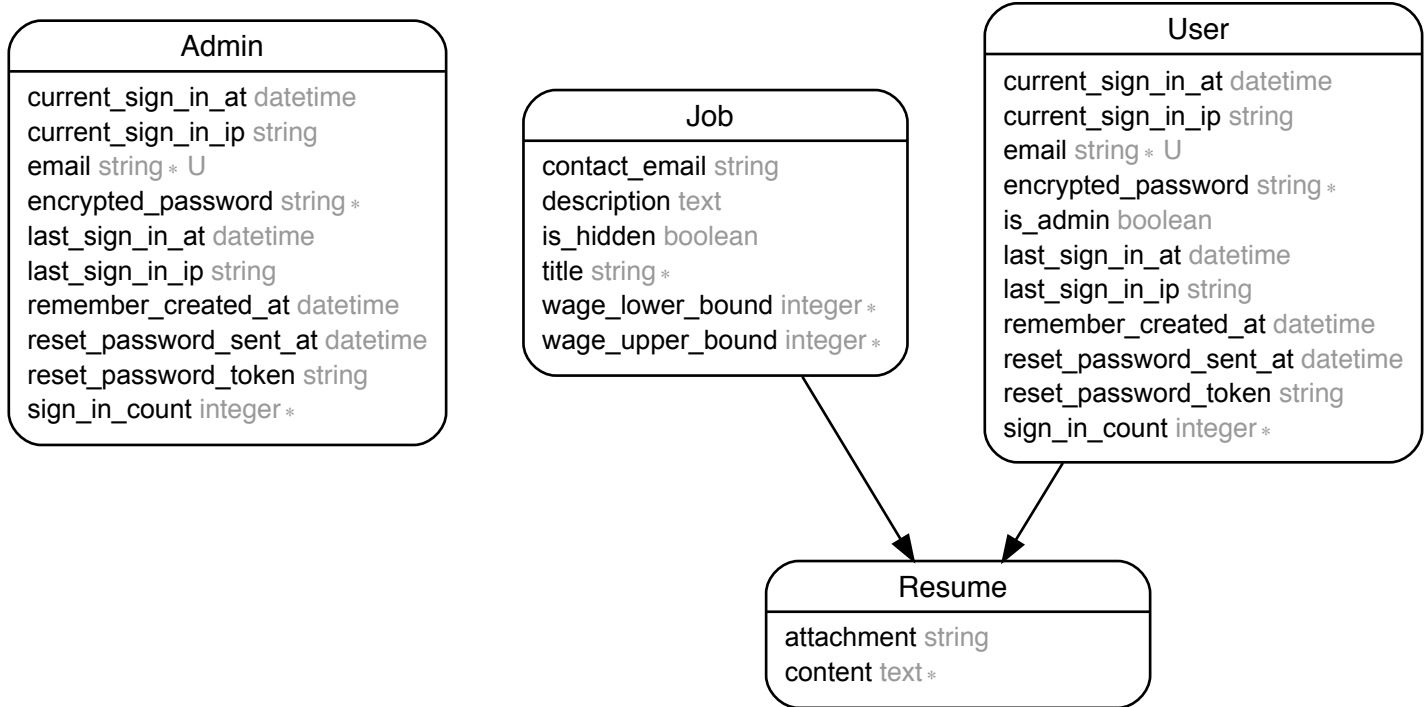 Admin
current_sign_in_at datetime
current_sign_in_ip string
email string * U
encrypted_password string *
last_sign_in_at datetime
last_sign_in_ip string
remember_created_at datetime
reset_password_sent_at datetime
reset_password_token string
sign_in_count integer *
Job
contact_email string
description text
is_hidden boolean
title string *
wage_lower_bound integer *
wage_upper_bound integer *
User
current_sign_in_at datetime
current_sign_in_ip string
email string * U
encrypted_password string *
is_admin boolean
last_sign_in_at datetime
last_sign_in_ip string
remember_created_at datetime
reset_password_sent_at datetime
reset_password_token string
sign_in_count integer *
Resume
attachment string
content text *